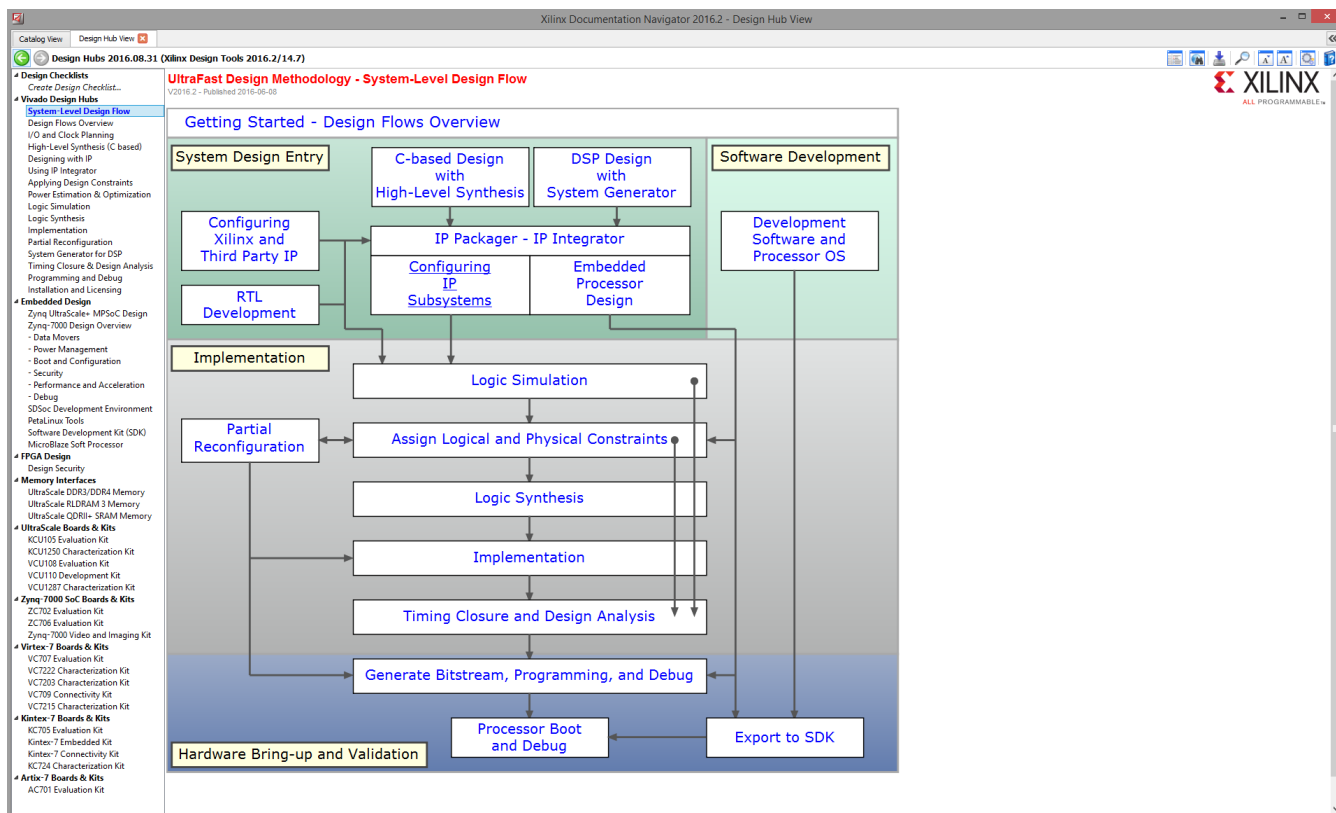 Xilinx Documentation Navigator 2016.2 - Design Hub View
Catalog View
Design Hub View
Design Hubs 2016.08.31 (Xilinx Design Tools 2016.2/14.7)
Design Checklists
Create Design Checklist...
Vivado Design Hubs
System-Level Design Flow
Design Flows Overview
I/O and Clock Planning
High-Level Synthesis (C based)
Designing with IP
Using IP Integrator
Applying Design Constraints
Power Estimation & Optimization
Logic Simulation
Logic Synthesis
Implementation
Partial Reconfiguration
System Generator for DSP
Timing Closure & Design Analysis
Programming and Debug
Installation and Licensing
Embedded Design
Zynq UltraScale+ MPSoC Design
Zynq-7000 Design Overview
- Data Movers
- Power Management
- Boot and Configuration
- Security
- Performance and Acceleration
- Debug
SDSoc Development Environment
PetaLinux Tools
Software Development Kit (SDK)
MicroBlaze Soft Processor
FPGA Design
Design Security
Memory Interfaces
UltraScale DDR3/DDR4 Memory
UltraScale RLDRAM 3 Memory
UltraScale QDRII+ SRAM Memory
UltraScale Boards & Kits
KCU105 Evaluation Kit
KCU1250 Characterization Kit
VCU108 Evaluation Kit
VCU110 Development Kit
VCU1287 Characterization Kit
Zynq-7000 SoC Boards & Kits
ZC702 Evaluation Kit
ZC706 Evaluation Kit
Zynq-7000 Video and Imaging Kit
Virtex-7 Boards & Kits
VC707 Evaluation Kit
VC7222 Characterization Kit
VC7203 Characterization Kit
VC709 Connectivity Kit
VC7215 Characterization Kit
Kintex-7 Boards & Kits
KC705 Evaluation Kit
Kintex-7 Embedded Kit
Kintex-7 Connectivity Kit
KC724 Characterization Kit
Artix-7 Boards & Kits
AC701 Evaluation Kit
UltraFast Design Methodology - System-Level Design Flow
V2016.2 - Published 2016-06-08
XILINX
ALL PROGRAMMABLE
Getting Started - Design Flows Overview
System Design Entry
C-based Design
with
High-Level Synthesis
DSP Design
with
System Generator
Software Development
Configuring
Xilinx and
Third Party IP
IP Packager - IP Integrator
Development
Software and
Processor OS
Configuring
IP
Subsystems
Embedded
Processor
Design
RTL
Development
Implementation
Logic Simulation
Partial
Reconfiguration
Assign Logical and Physical Constraints
Logic Synthesis
Implementation
Timing Closure and Design Analysis
Generate Bitstream, Programming, and Debug
Processor Boot
and Debug
Export to SDK
Hardware Bring-up and Validation